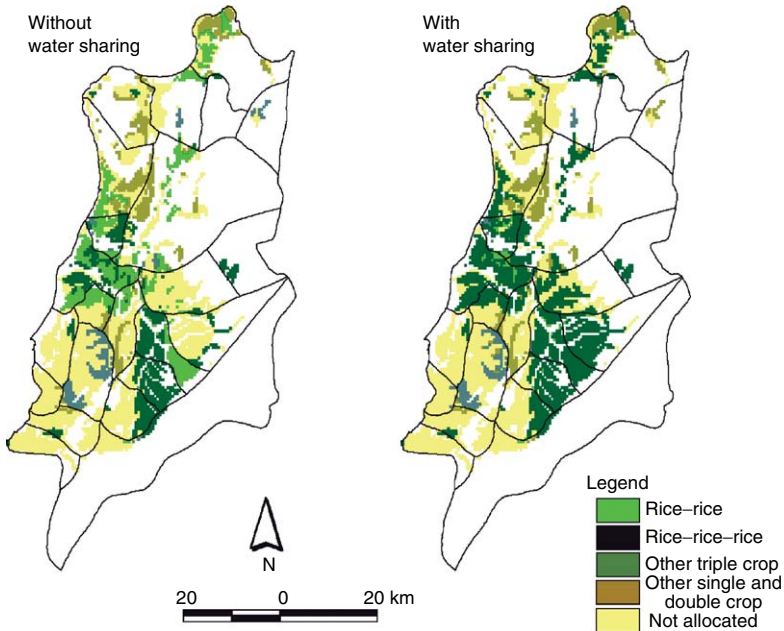 Without
water sharing
With
water sharing
N
20 0 20 km
Legend
Rice–rice
Rice–rice–rice
Other triple crop
Other single and
double crop
Not allocated